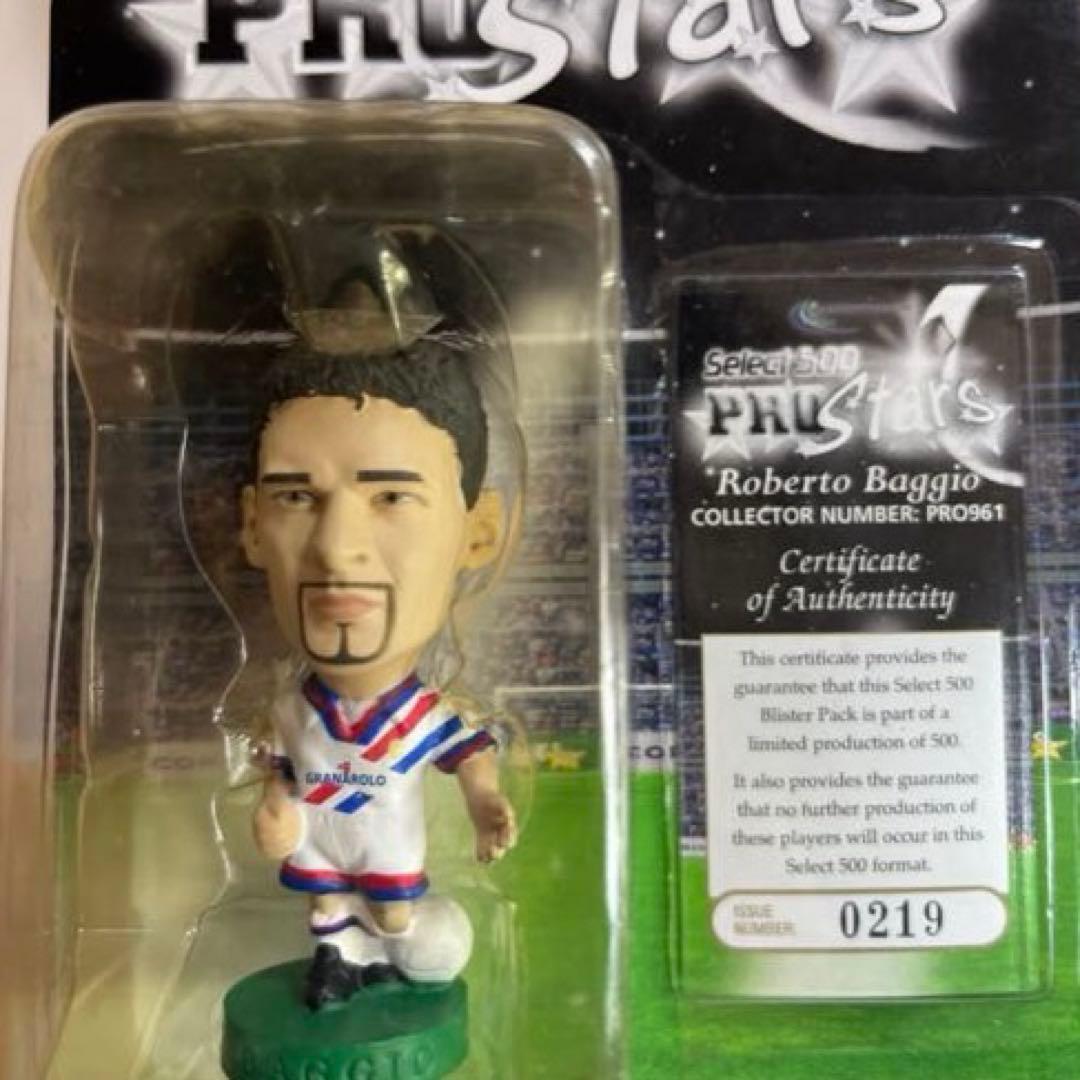 PRO Stars
Select 500
PRO Stars
Roberto Baggio
COLLECTOR NUMBER: PRO961
Certificate
of Authenticity
This certificate provides the
guarantee that this Select 500
Blister Pack is part of a
limited production of 500.
It also provides the guarantee
that no further production of
these players will occur in this
Select 500 format.
ISSUE
NUMBER: 0219
GRANAROLO
BAGGIO